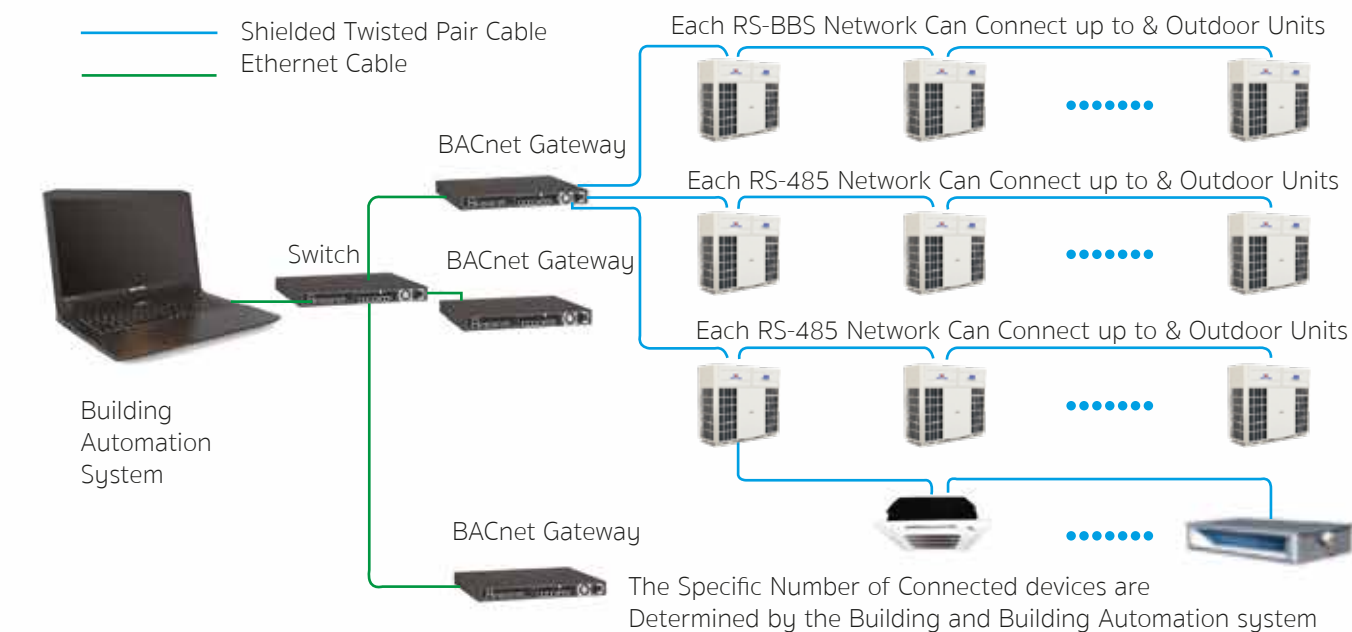 Shielded Twisted Pair Cable
Ethernet Cable
Each RS-BBS Network Can Connect up to & Outdoor Units
BACnet Gateway
Each RS-485 Network Can Connect up to & Outdoor Units
Switch
BACnet Gateway
Each RS-485 Network Can Connect up to & Outdoor Units
Building
Automation
System
BACnet Gateway
The Specific Number of Connected devices are
Determined by the Building and Building Automation system